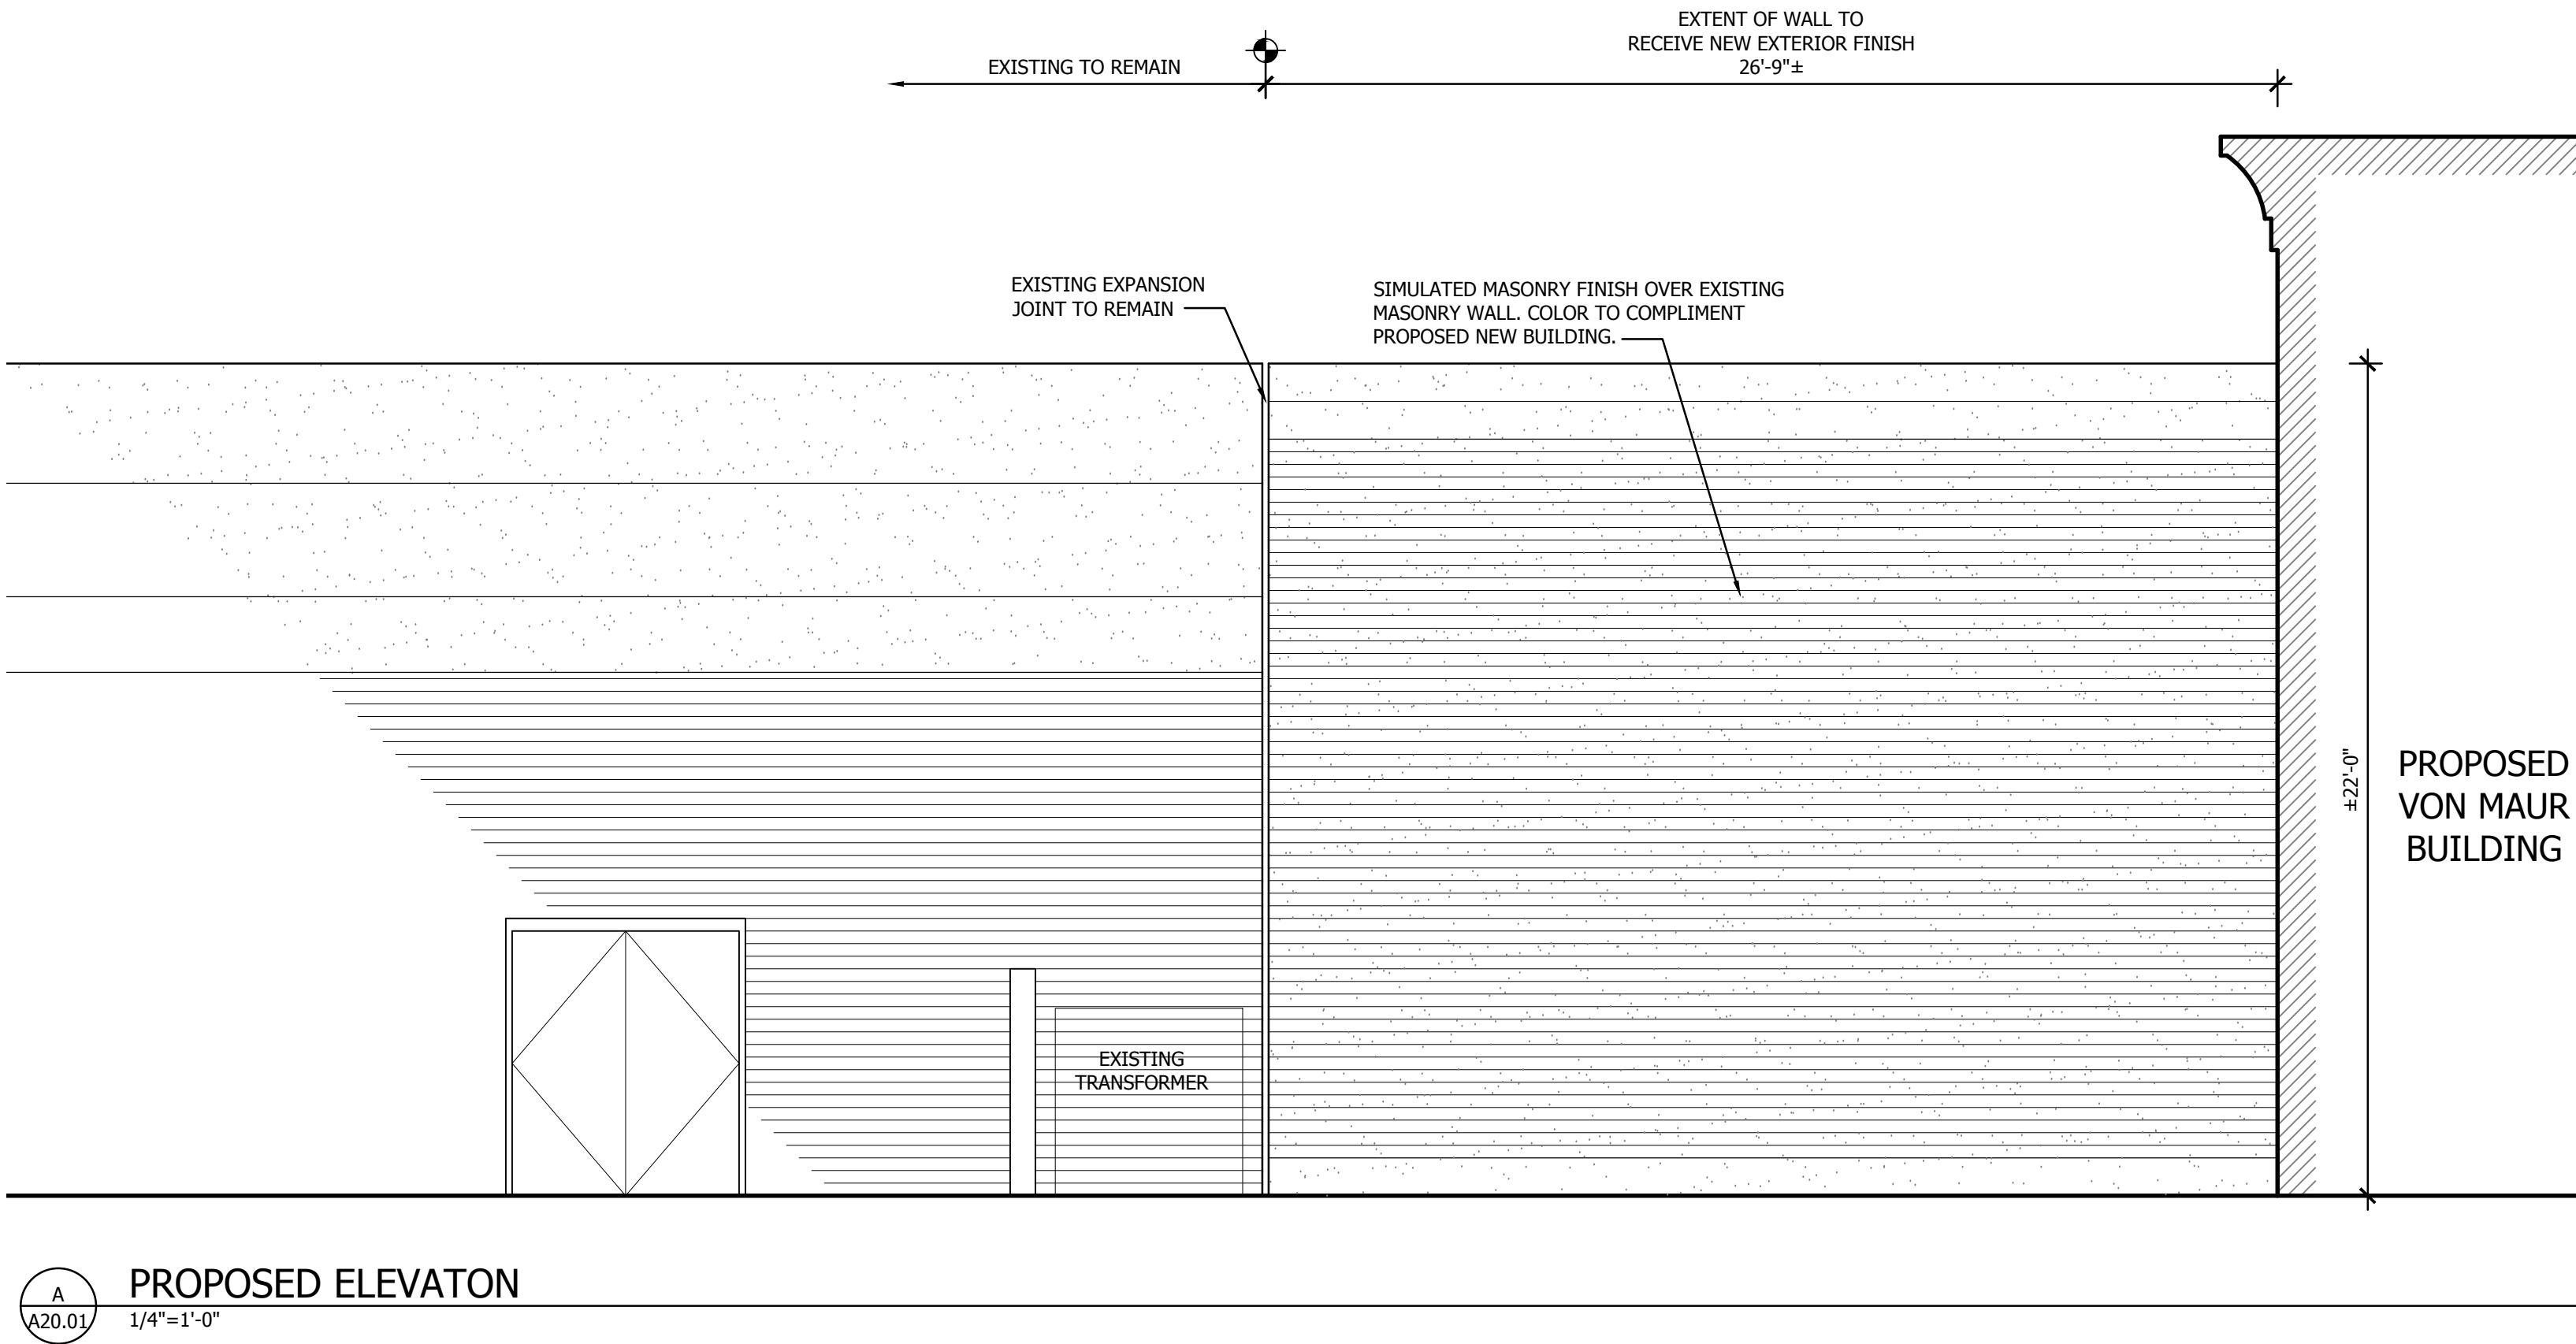 EXTENT OF WALL TO
RECEIVE NEW EXTERIOR FINISH
26'-9"±
EXISTING TO REMAIN
EXISTING EXPANSION
JOINT TO REMAIN
SIMULATED MASONRY FINISH OVER EXISTING
MASONRY WALL. COLOR TO COMPLIMENT
PROPOSED NEW BUILDING.
±22'-0"
PROPOSED
VON MAUR
BUILDING
EXISTING
TRANSFORMER
A
A20.01
PROPOSED ELEVATON
1/4"=1'-0"